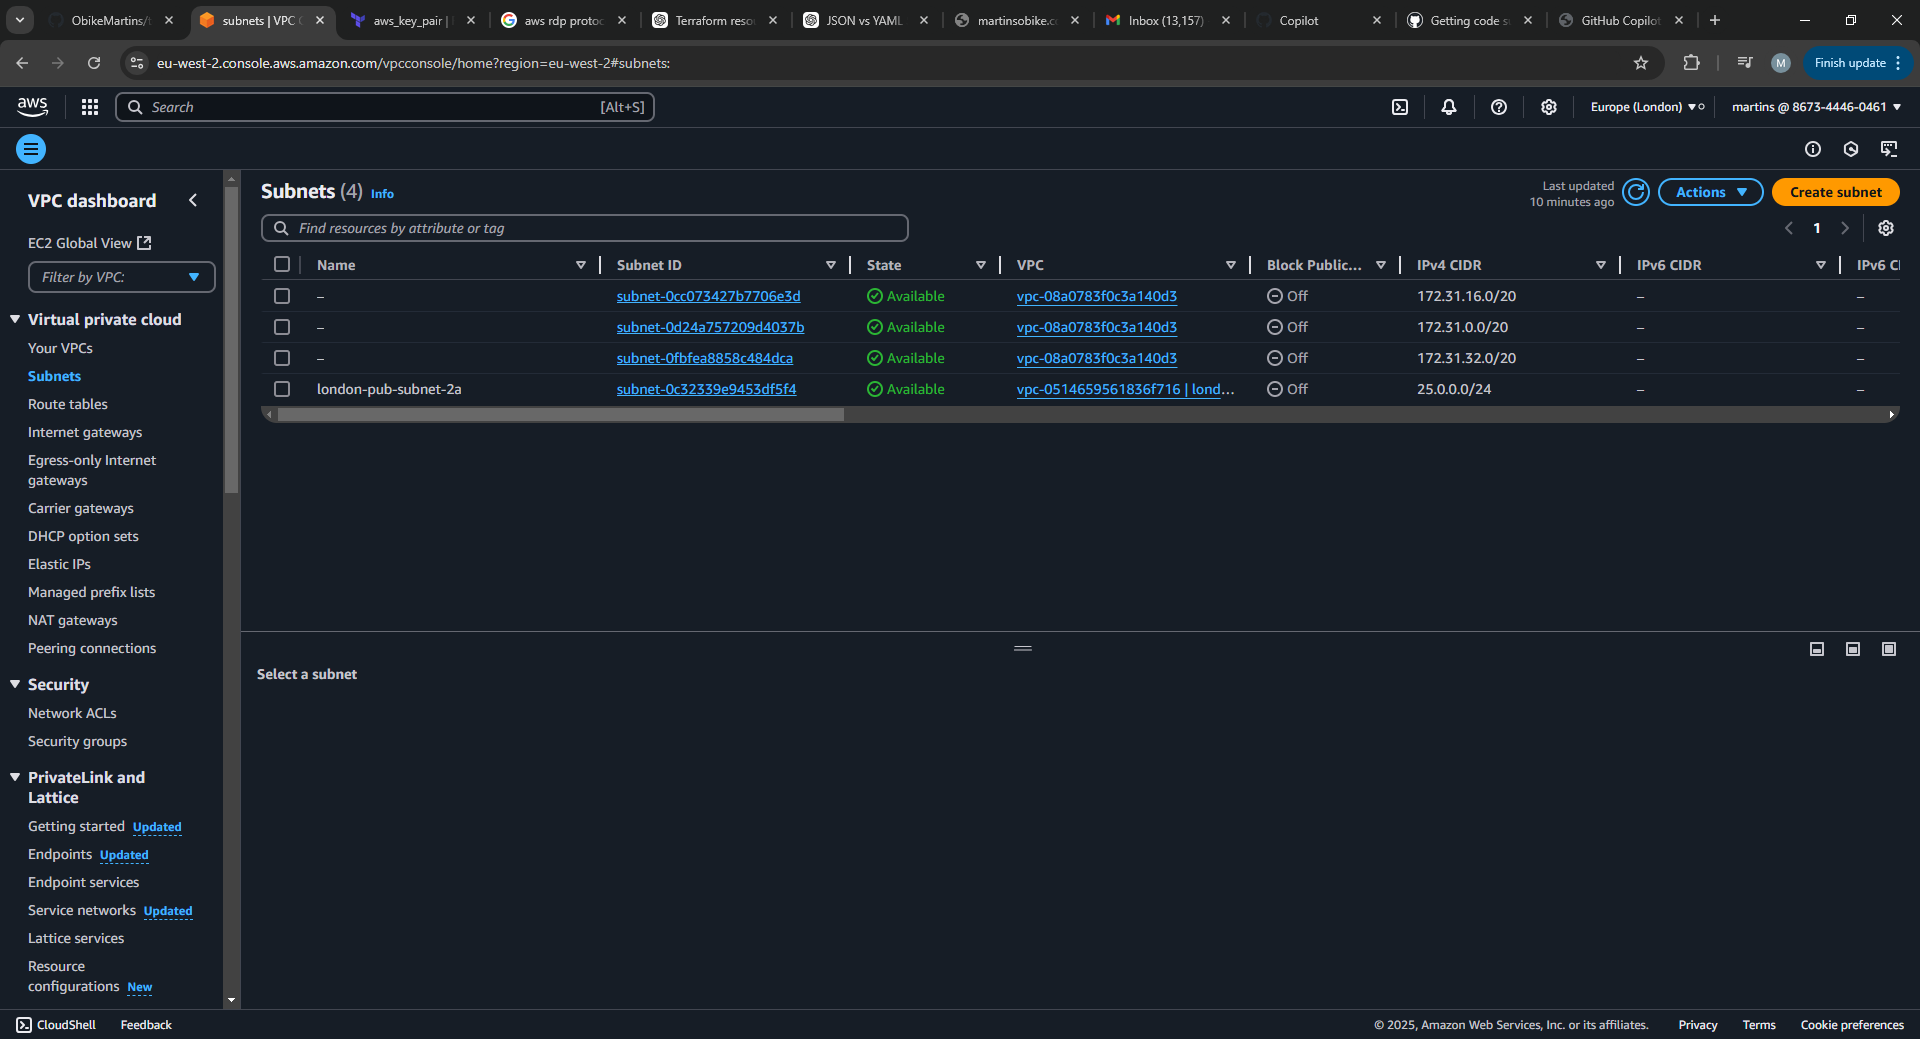 ObikeMartins/t
subnets | VPC C
aws_key_pair |
aws rdp protoc
Terraform reso
JSON vs YAML
martinsobike.c
Inbox (13,157)
Copilot
Getting code s
GitHub Copilot
eu-west-2.console.aws.amazon.com/vpcconsole/home?region=eu-west-2#subnets:
M
Finish update
aws
Search
[Alt+S]
Europe (London)
martins @ 8673-4446-0461
VPC dashboard
EC2 Global View
Filter by VPC:
Virtual private cloud
Your VPCs
Subnets
Route tables
Internet gateways
Egress-only Internet
gateways
Carrier gateways
DHCP option sets
Elastic IPs
Managed prefix lists
NAT gateways
Peering connections
Security
Network ACLs
Security groups
PrivateLink and
Lattice
Getting started Updated
Endpoints Updated
Endpoint services
Service networks Updated
Lattice services
Resource
configurations New
Subnets (4) Info
Last updated
10 minutes ago
Actions
Create subnet
Find resources by attribute or tag
1
Name Subnet ID State VPC Block Public... IPv4 CIDR IPv6 CIDR IPv6 CI
– subnet-0cc073427b7706e3d Available vpc-08a0783f0c3a140d3 Off 172.31.16.0/20 – –
– subnet-0d24a757209d4037b Available vpc-08a0783f0c3a140d3 Off 172.31.0.0/20 – –
– subnet-0fbfea8858c484dca Available vpc-08a0783f0c3a140d3 Off 172.31.32.0/20 – –
london-pub-subnet-2a subnet-0c32339e9453df5f4 Available vpc-0514659561836f716 | lond... Off 25.0.0.0/24 – –
Select a subnet
CloudShell Feedback
© 2025, Amazon Web Services, Inc. or its affiliates. Privacy Terms Cookie preferences